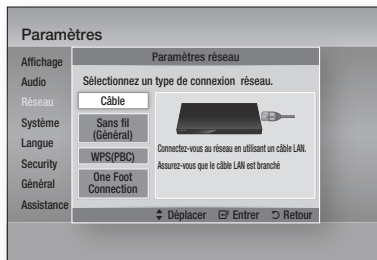 Paramètres
Affichage
Audio
Réseau
Système
Langue
Security
Général
Assistance
Paramètres réseau
Sélectionnez un type de connexion réseau.
Câble
Sans fil
(Général)
WPS(PBC)
One Foot
Connection
Connectez-vous au réseau en utilisant un câble LAN.
Assurez-vous que le câble LAN est branché
Déplacer Entrer Retour